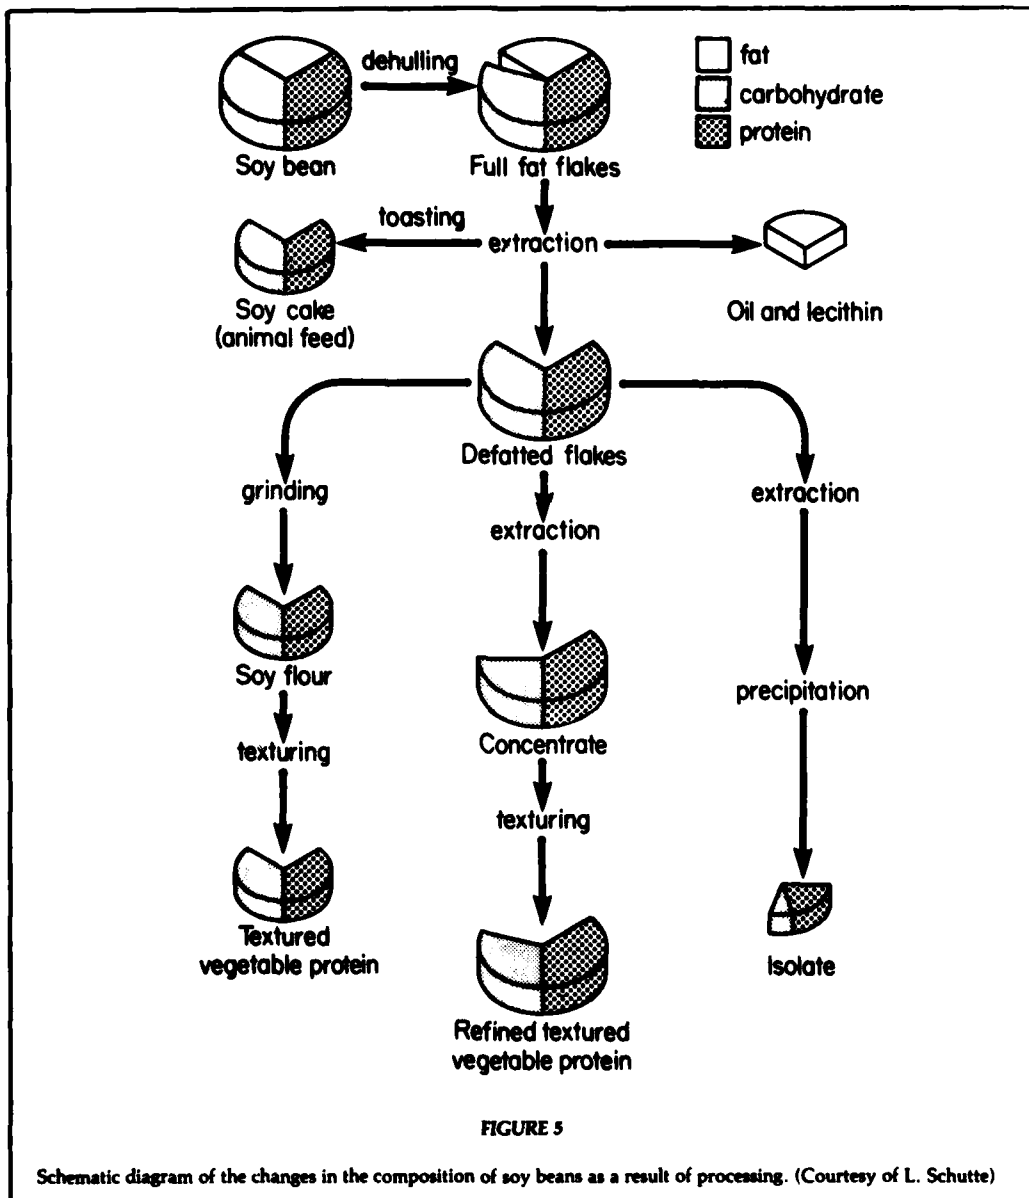 dehulling
fat
carbohydrate
protein
Soy bean
Full fat flakes
toasting
extraction
Soy cake
(animal feed)
Oil and lecithin
Defatted flakes
grinding
extraction
extraction
Soy flour
Concentrate
precipitation
texturing
texturing
Textured
vegetable protein
Isolate
Refined textured
vegetable protein
FIGURE 5
Schematic diagram of the changes in the composition of soy beans as a result of processing. (Courtesy of L. Schutte)